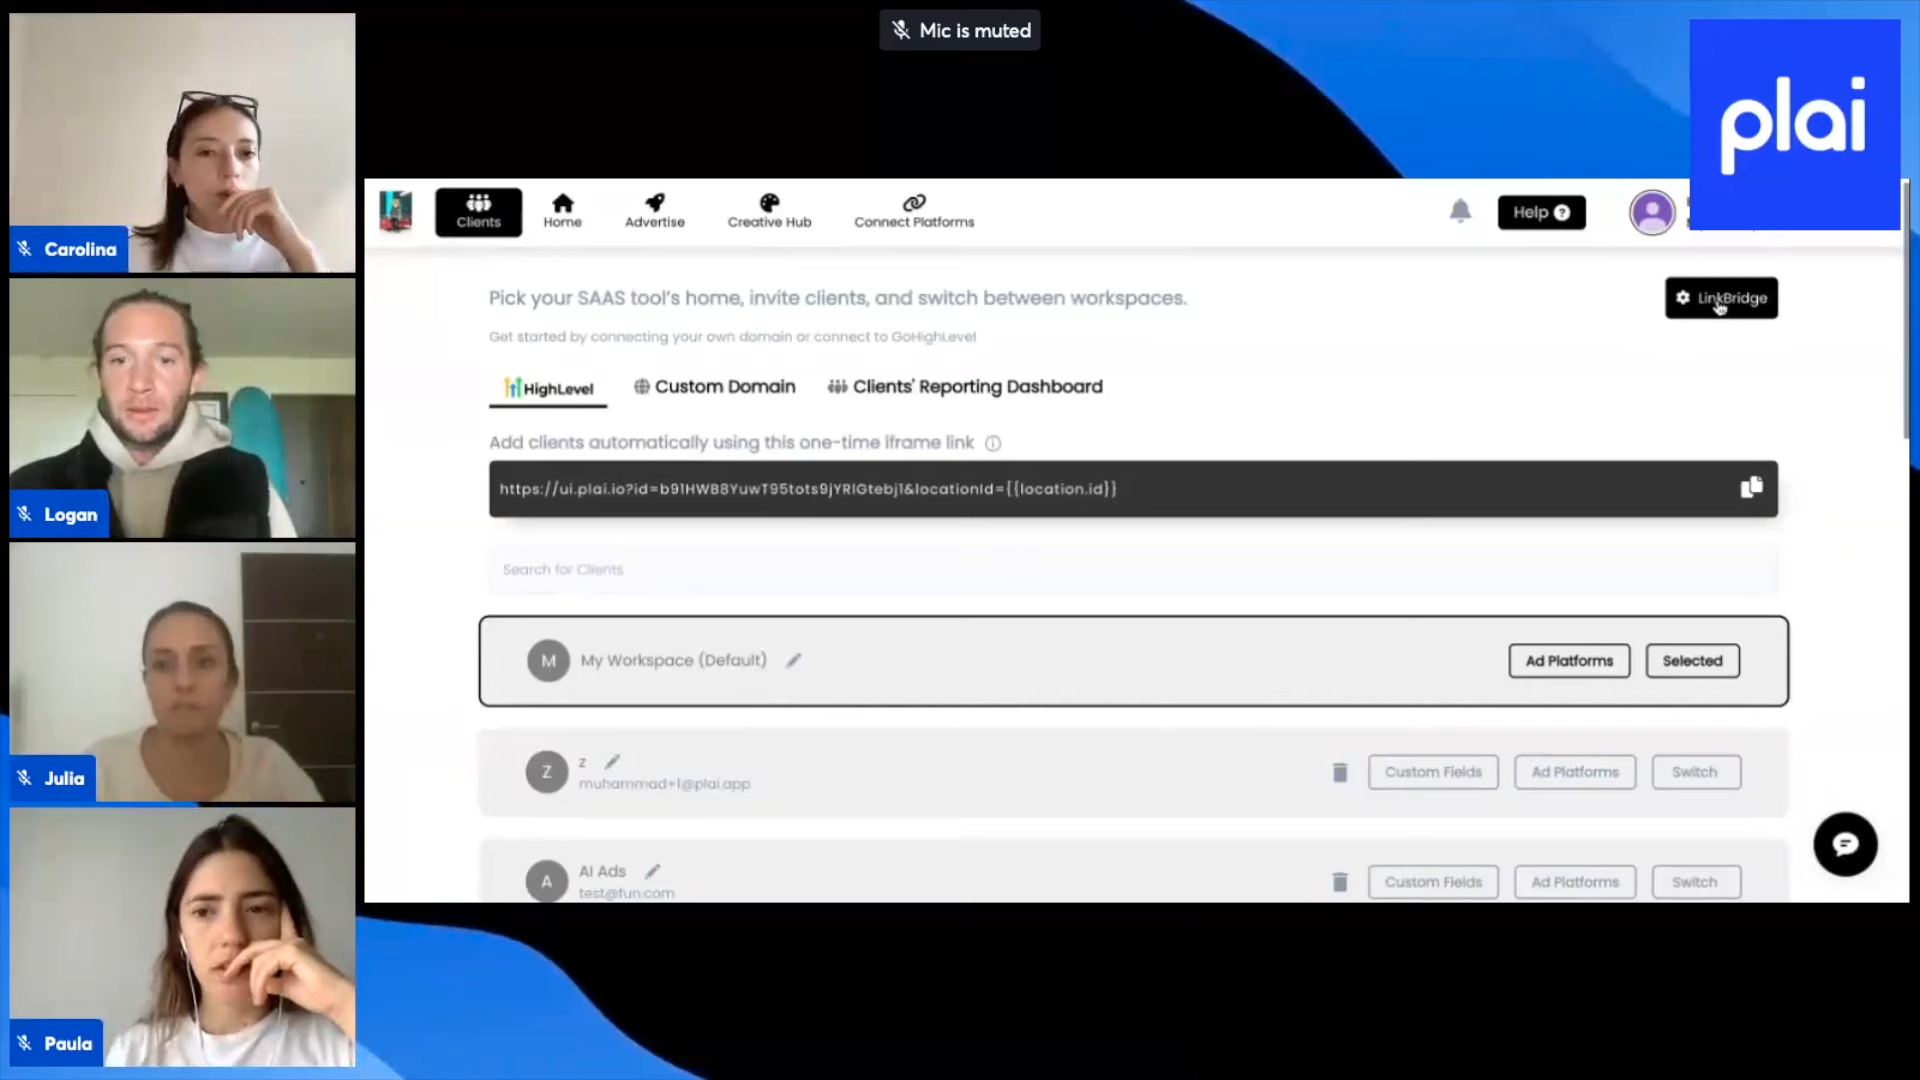 Mic is muted
plai
Carolina
Logan
Julia
Paula
Clients
Home
Advertise
Creative Hub
Connect Platforms
Help ?
Pick your SAAS tool's home, invite clients, and switch between workspaces.
LinkBridge
Get started by connecting your own domain or connect to GoHighLevel
HighLevel
Custom Domain
Clients' Reporting Dashboard
Add clients automatically using this one-time iframe link
https://ui.plai.io?id=b91HWB8YuwT95tots9jYRlGtebj1&locationId={{location.id}}
Search for Clients
M
My Workspace (Default)
Ad Platforms
Selected
Z
z
muhammad+1@plai.app
Custom Fields
Ad Platforms
Switch
A
AI Ads
test@fun.com
Custom Fields
Ad Platforms
Switch